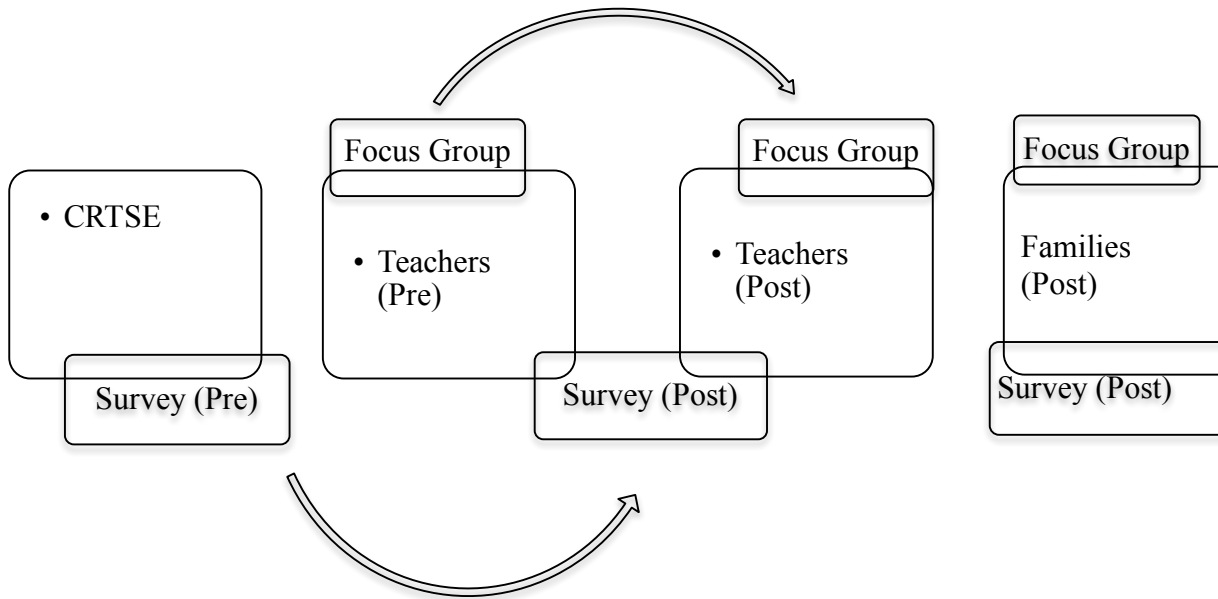 • CRTSE
Survey (Pre)
Focus Group
• Teachers
(Pre)
Survey (Post)
Focus Group
• Teachers
(Post)
Focus Group
Families
(Post)
Survey (Post)